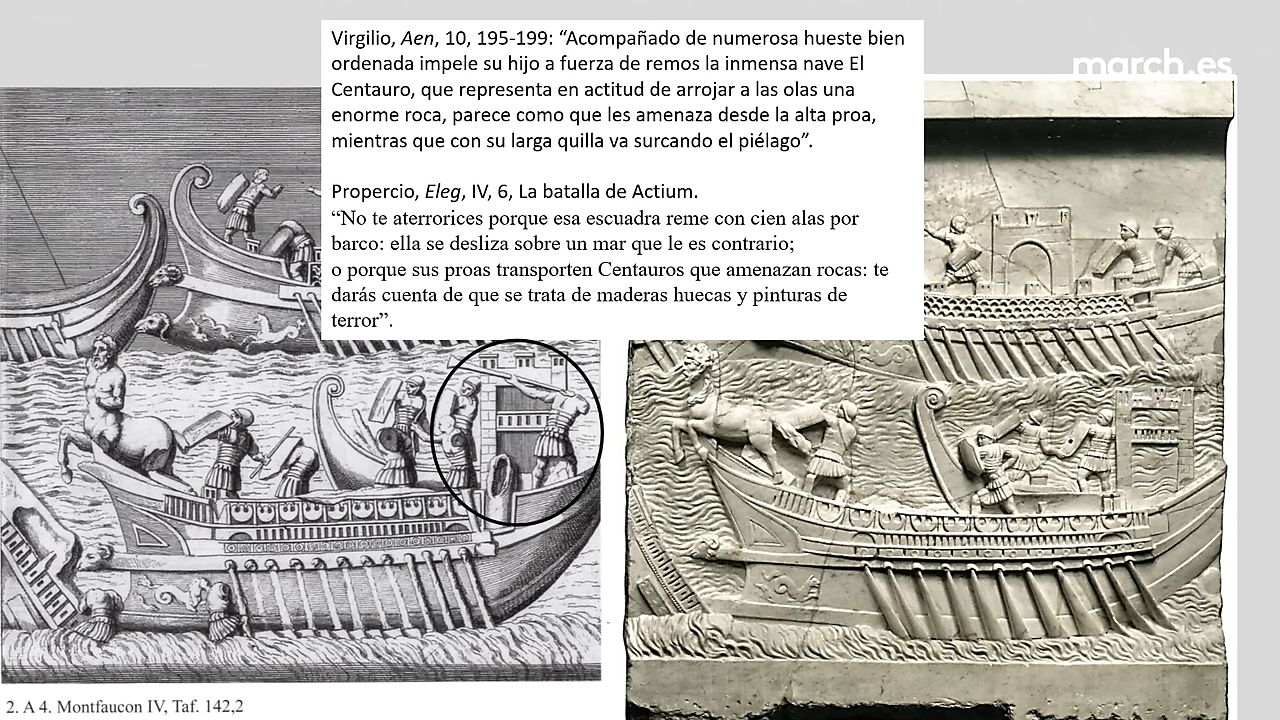 Virgilio, Aen, 10, 195-199: “Acompañado de numerosa hueste bien
ordenada impele su hijo a fuerza de remos la inmensa nave El
Centauro, que representa en actitud de arrojar a las olas una
enorme roca, parece como que les amenaza desde la alta proa,
mientras que con su larga quilla va surcando el piélago”.
Propercio, Eleg, IV, 6, La batalla de Actium.
“No te aterrorices porque esa escuadra reme con cien alas por
barco: ella se desliza sobre un mar que le es contrario;
o porque sus proas transporten Centauros que amenazan rocas: te
darás cuenta de que se trata de maderas huecas y pinturas de
terror”.
march.es
2. A 4. Montfaucon IV, Taf. 142,2